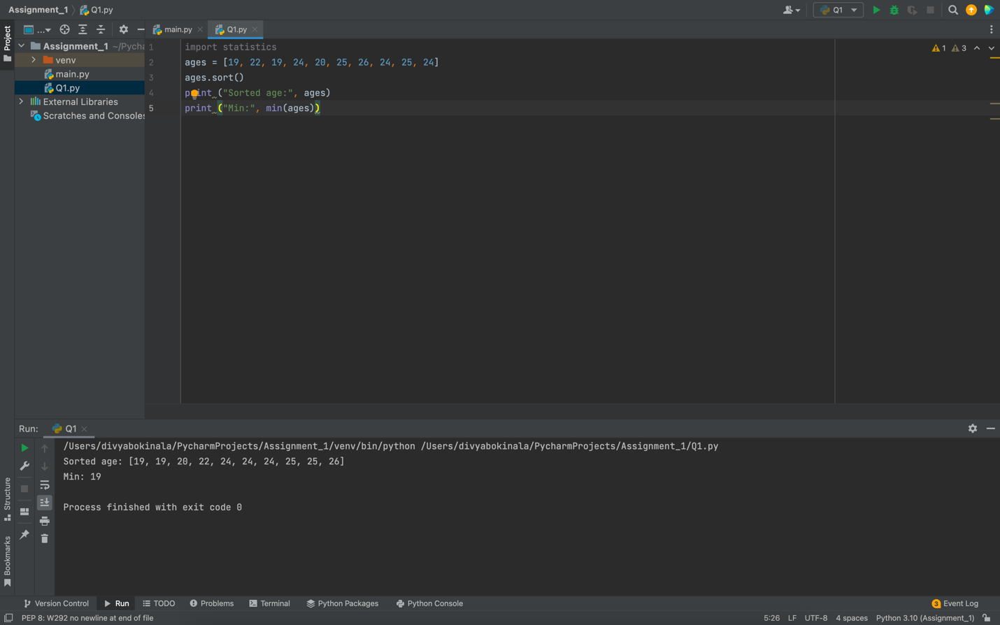 Assignment_1 Q1.py
Q1
Project
... main.py Q1.py
Assignment_1 ~/Pycha
venv
main.py
Q1.py
External Libraries
Scratches and Consoles
1 import statistics
2 ages = [19, 22, 19, 24, 20, 25, 26, 24, 25, 24]
3 ages.sort()
4 print ("Sorted age:", ages)
5 print ("Min:", min(ages))
1 3
Run: Q1
/Users/divyabokinala/PycharmProjects/Assignment_1/venv/bin/python /Users/divyabokinala/PycharmProjects/Assignment_1/Q1.py
Sorted age: [19, 19, 20, 22, 24, 24, 24, 25, 25, 26]
Min: 19
Process finished with exit code 0
Structure
Bookmarks
Version Control Run TODO Problems Terminal Python Packages Python Console 3 Event Log
PEP 8: W292 no newline at end of file 5:26 LF UTF-8 4 spaces Python 3.10 (Assignment_1)